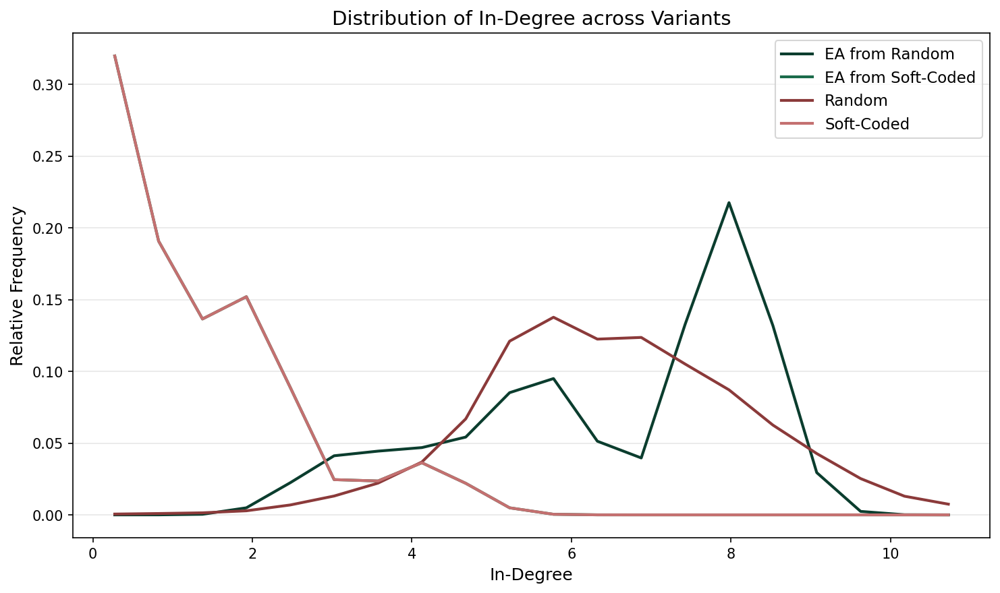 Distribution of In-Degree across Variants
EA from Random
EA from Soft-Coded
Random
Soft-Coded
Relative Frequency
0.30
0.25
0.20
0.15
0.10
0.05
0.00
0 2 4 6 8 10
In-Degree